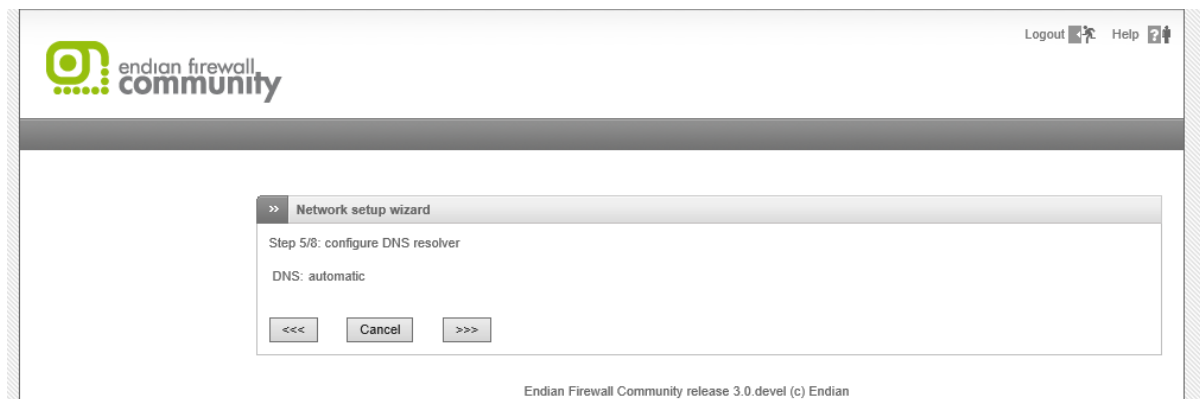 Logout Help
endian firewall
community
Network setup wizard
Step 5/8: configure DNS resolver
DNS: automatic
<<< Cancel >>>
Endian Firewall Community release 3.0.devel (c) Endian